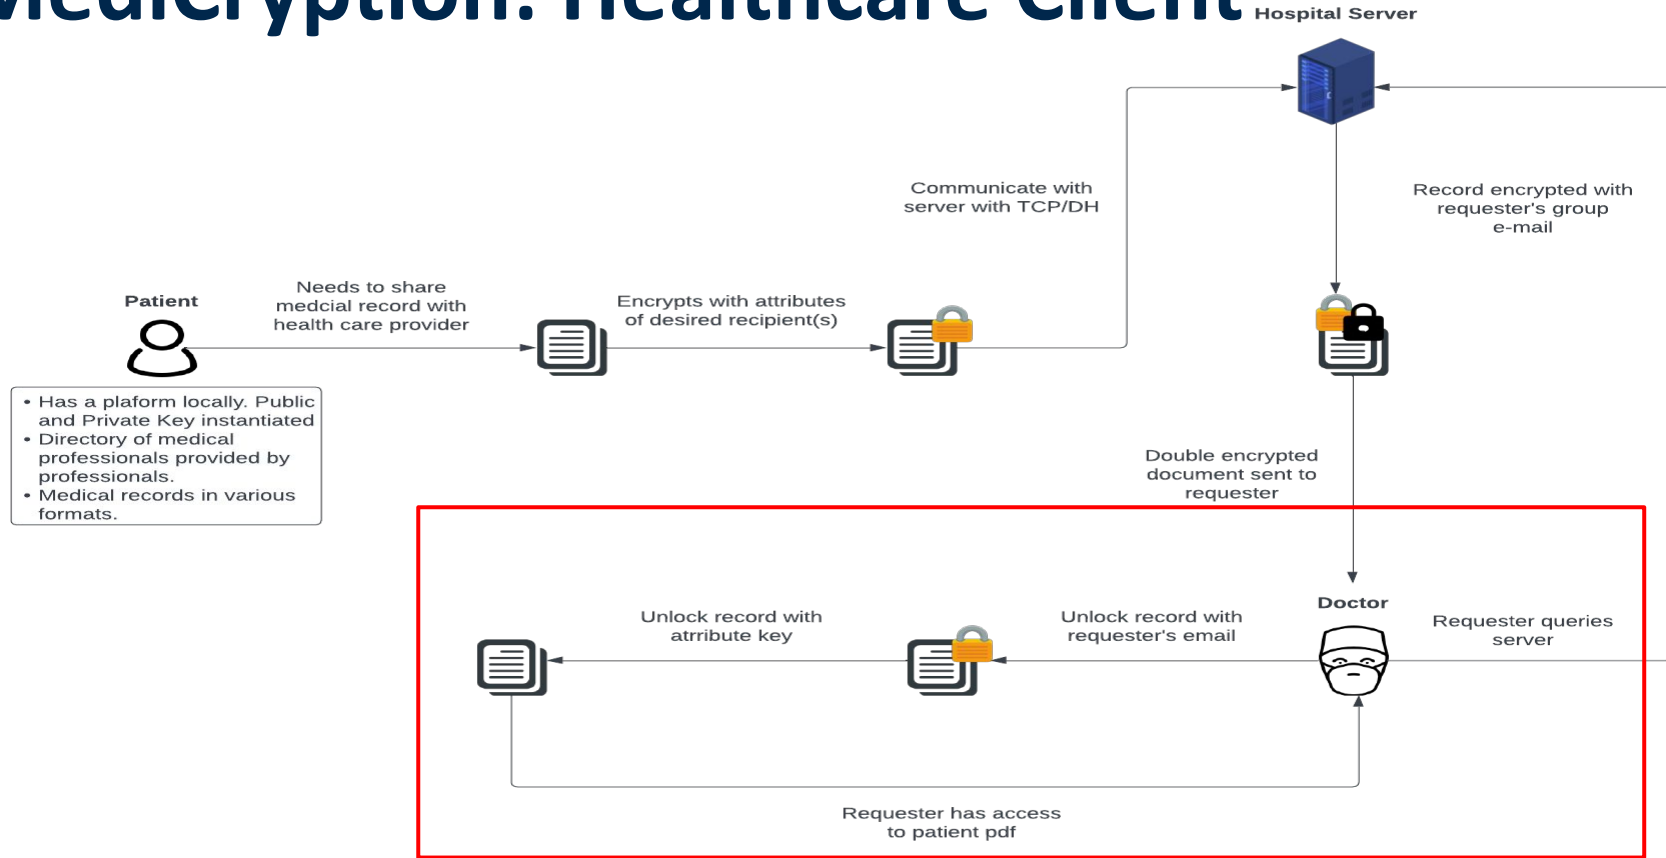 MediCryption: Healthcare Client
Hospital Server
Communicate with
server with TCP/DH
Record encrypted with
requester's group
e-mail
Patient
Needs to share
medcial record with
health care provider
Encrypts with attributes
of desired recipient(s)
• Has a plaform locally. Public
and Private Key instantiated
• Directory of medical
professionals provided by
professionals.
• Medical records in various
formats.
Double encrypted
document sent to
requester
Doctor
Unlock record with
atrribute key
Unlock record with
requester's email
Requester queries
server
Requester has access
to patient pdf